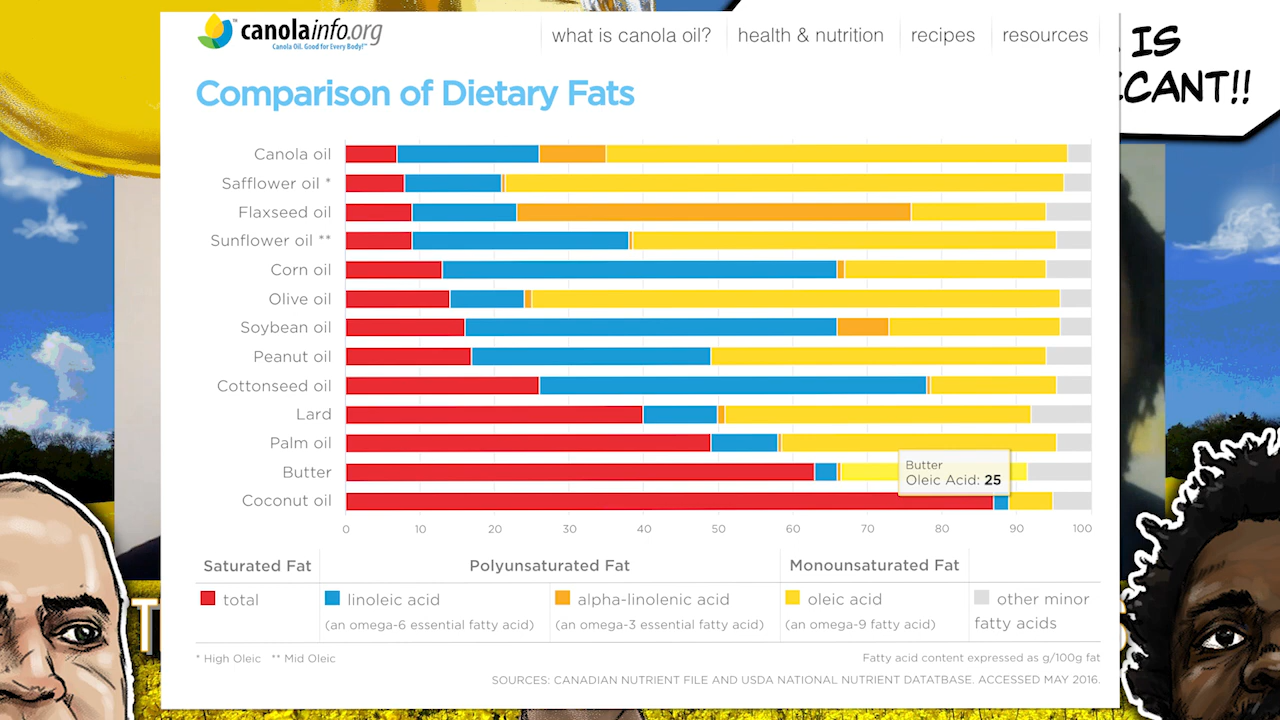 canolainfo.org
Canola Oil. Good for Every Body!™
what is canola oil?
health & nutrition
recipes
resources
IS
CANT!!
Comparison of Dietary Fats
Canola oil
Safflower oil *
Flaxseed oil
Sunflower oil **
Corn oil
Olive oil
Soybean oil
Peanut oil
Cottonseed oil
Lard
Palm oil
Butter
Coconut oil
Butter
Oleic Acid: 25
0 10 20 30 40 50 60 70 80 90 100
Saturated Fat
Polyunsaturated Fat
Monounsaturated Fat
total
linoleic acid
alpha-linolenic acid
oleic acid
other minor
(an omega-6 essential fatty acid)
(an omega-3 essential fatty acid)
(an omega-9 fatty acid)
fatty acids
* High Oleic ** Mid Oleic
Fatty acid content expressed as g/100g fat
SOURCES: CANADIAN NUTRIENT FILE AND USDA NATIONAL NUTRIENT DATATBASE. ACCESSED MAY 2016.